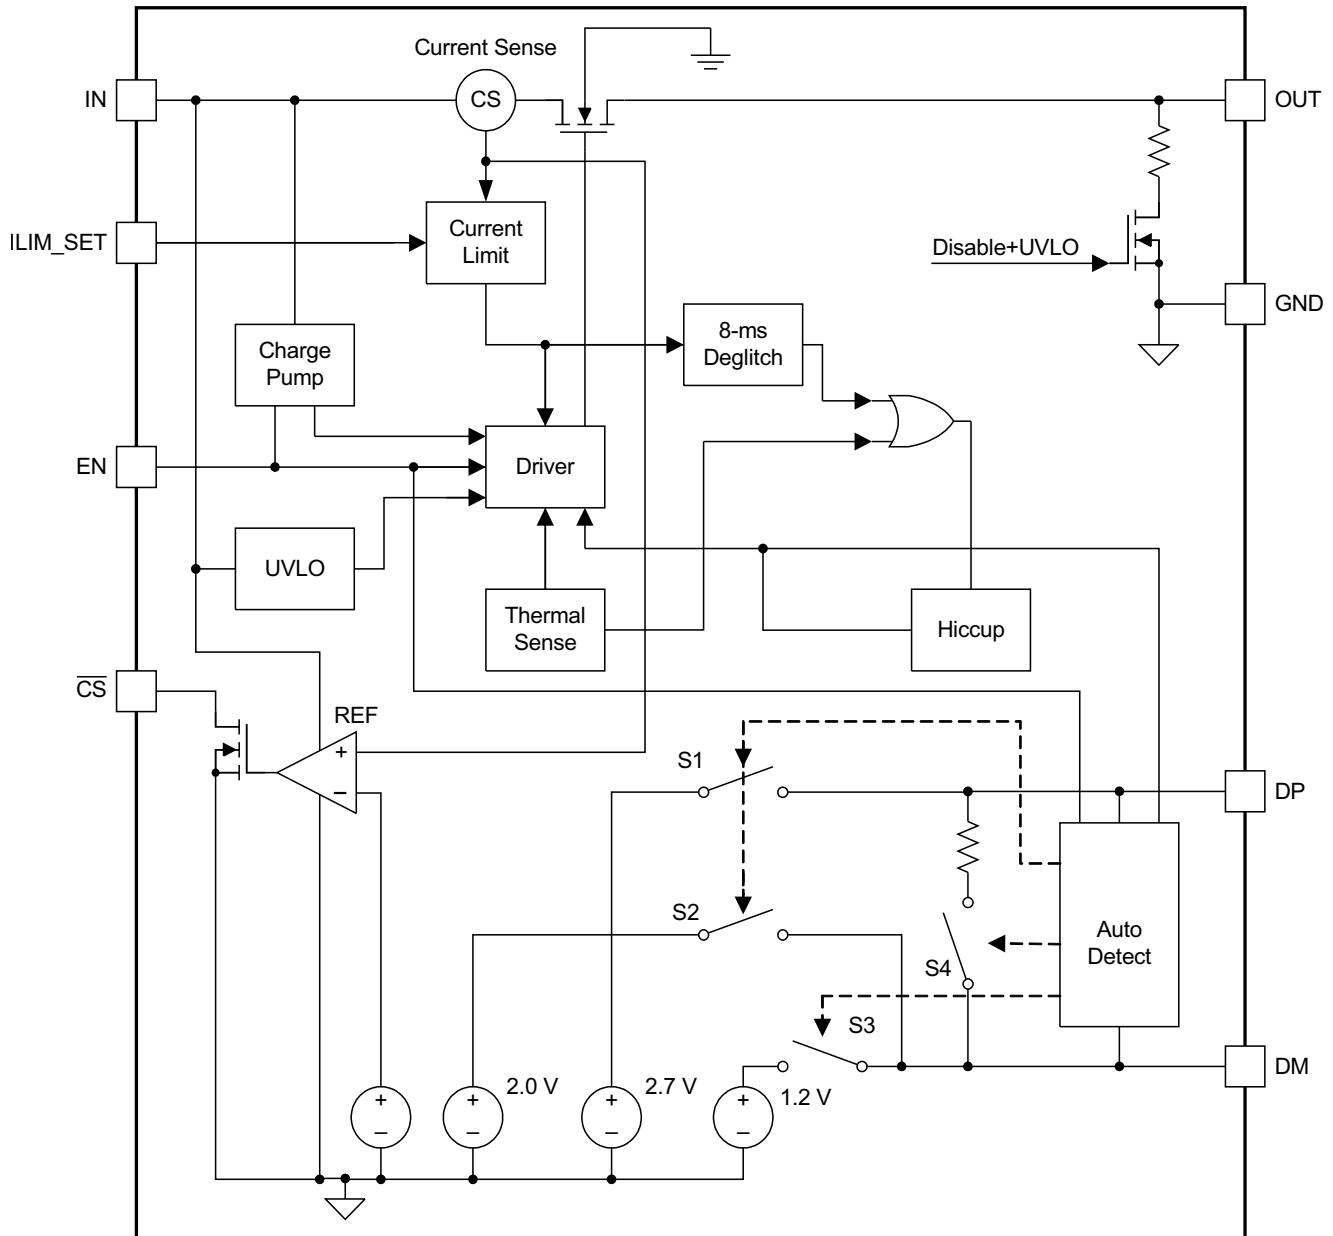 Current Sense
IN
CS
OUT
ILIM_SET
Current
Limit
Disable+UVLO
GND
8-ms
Deglitch
Charge
Pump
EN
Driver
UVLO
Thermal
Sense
Hiccup
CS
REF
+
–
S1
DP
S2
Auto
Detect
S4
S3
DM
2.0 V
2.7 V
1.2 V
+
–
+
–
+
–
+
–